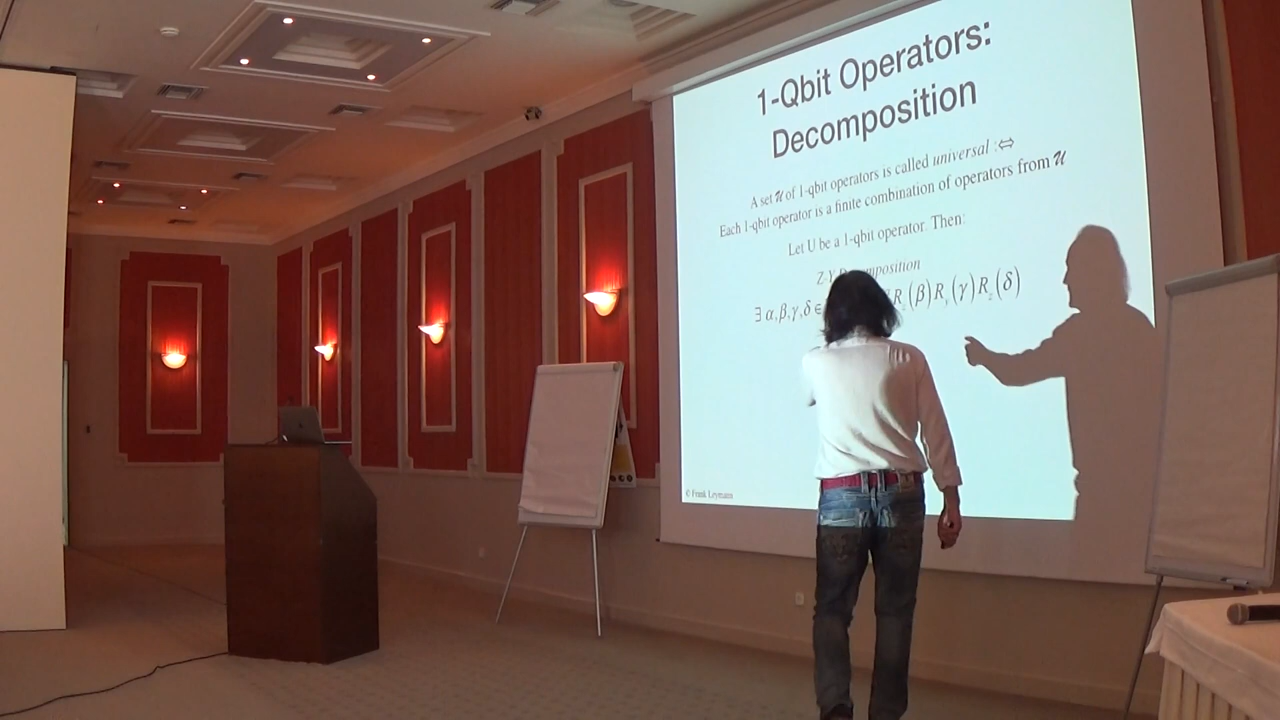 1-Qbit Operators:
Decomposition
A set 𝒰 of 1-qbit operators is called universal :⇔
Each 1-qbit operator is a finite combination of operators from 𝒰
Let U be a 1-qbit operator. Then:
∃ α,β,γ,δ ∈ R (β)R (γ)R (δ)
© Frank Leymann